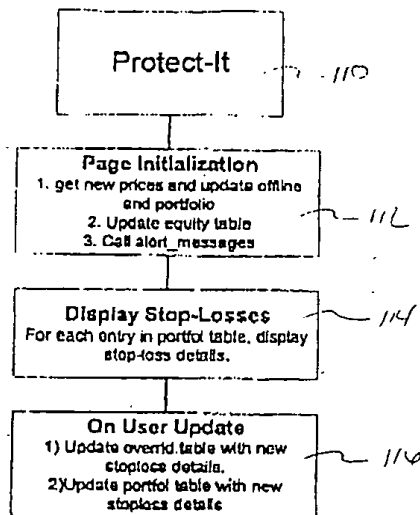 Protect-It
110
Page Initialization
1. get new prices and update offline
and portfolio
2. Update equity table
3. Call alert_messages
112
Display Stop-Losses
For each entry in portfol table, display
stop-loss details.
114
On User Update
1) Update overrid.table with new
stoploss details.
2)Update portfol table with new
stoploss details
116